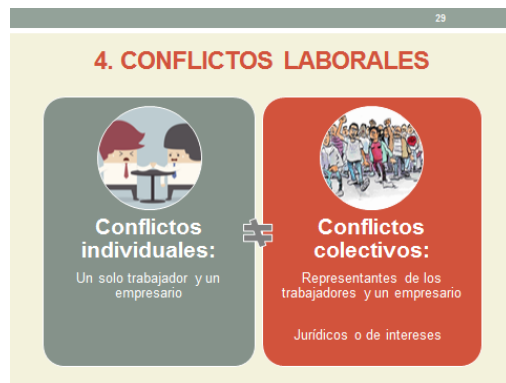 29
4. CONFLICTOS LABORALES
Conflictos
individuales:
Un solo trabajador y un
empresario
≠
Conflictos
colectivos:
Representantes de los
trabajadores y un empresario
Jurídicos o de intereses